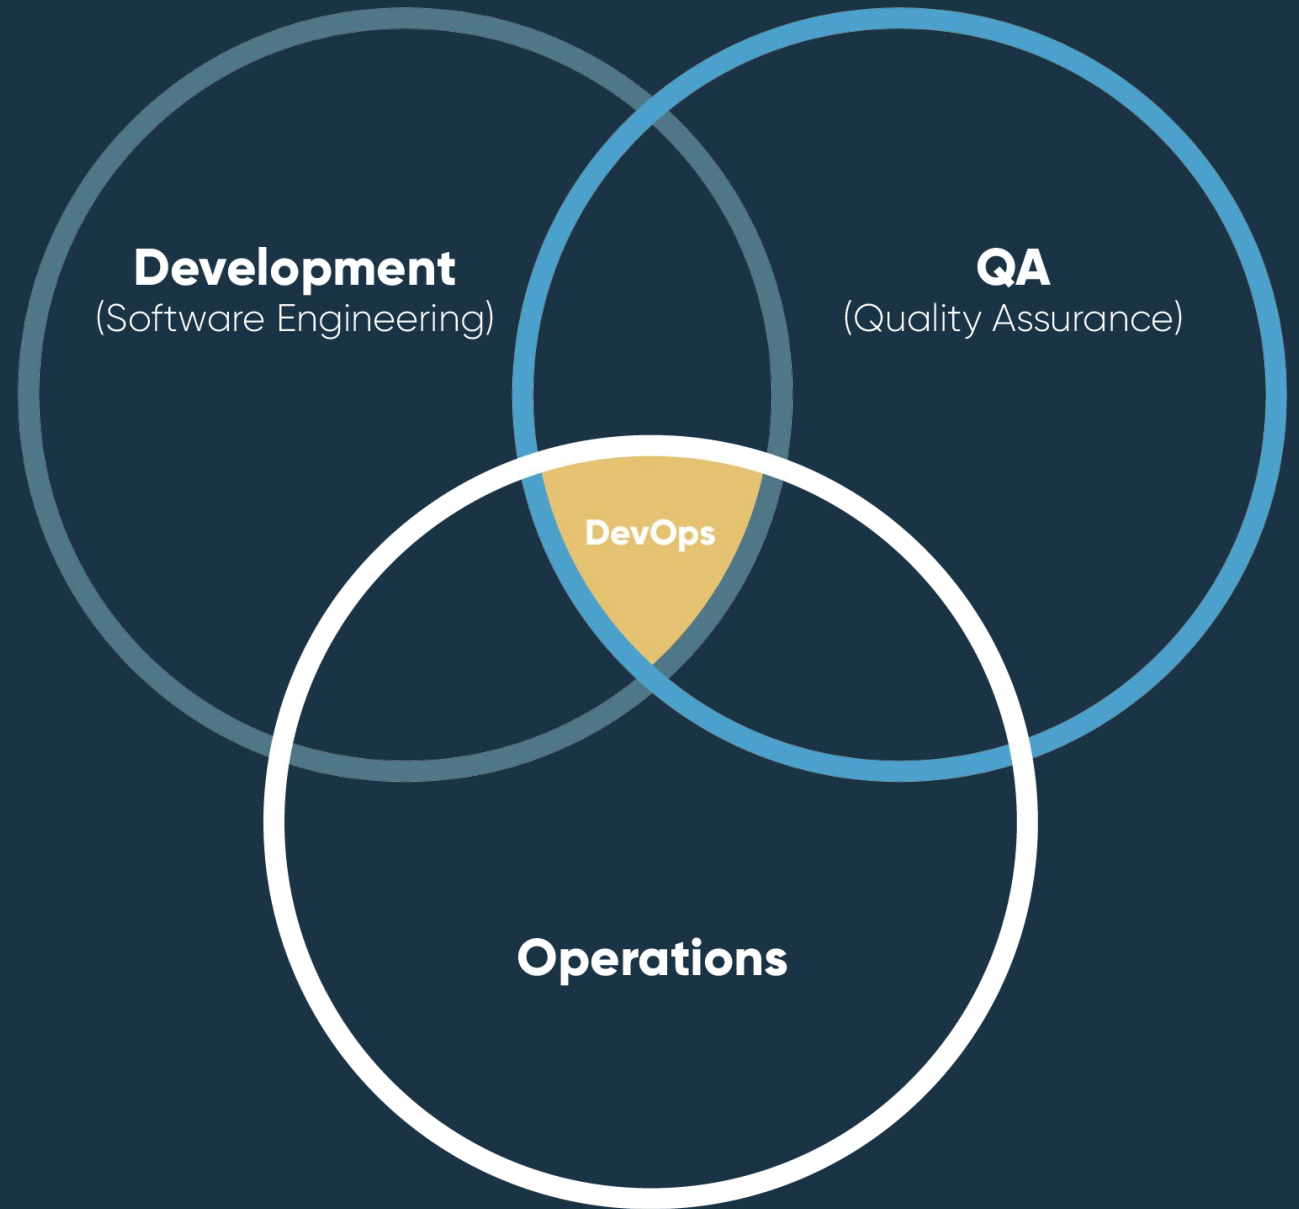 Development
(Software Engineering)
QA
(Quality Assurance)
DevOps
Operations